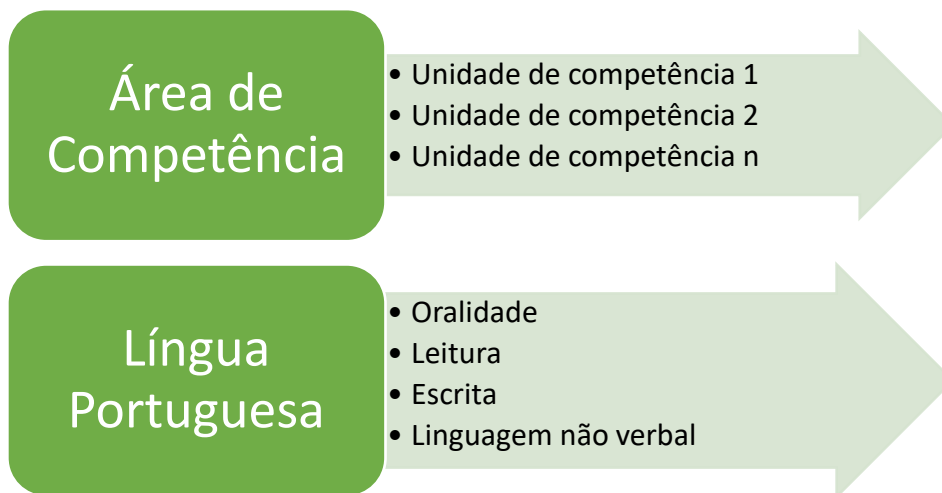 Área de
Competência
• Unidade de competência 1
• Unidade de competência 2
• Unidade de competência n
Língua
Portuguesa
• Oralidade
• Leitura
• Escrita
• Linguagem não verbal